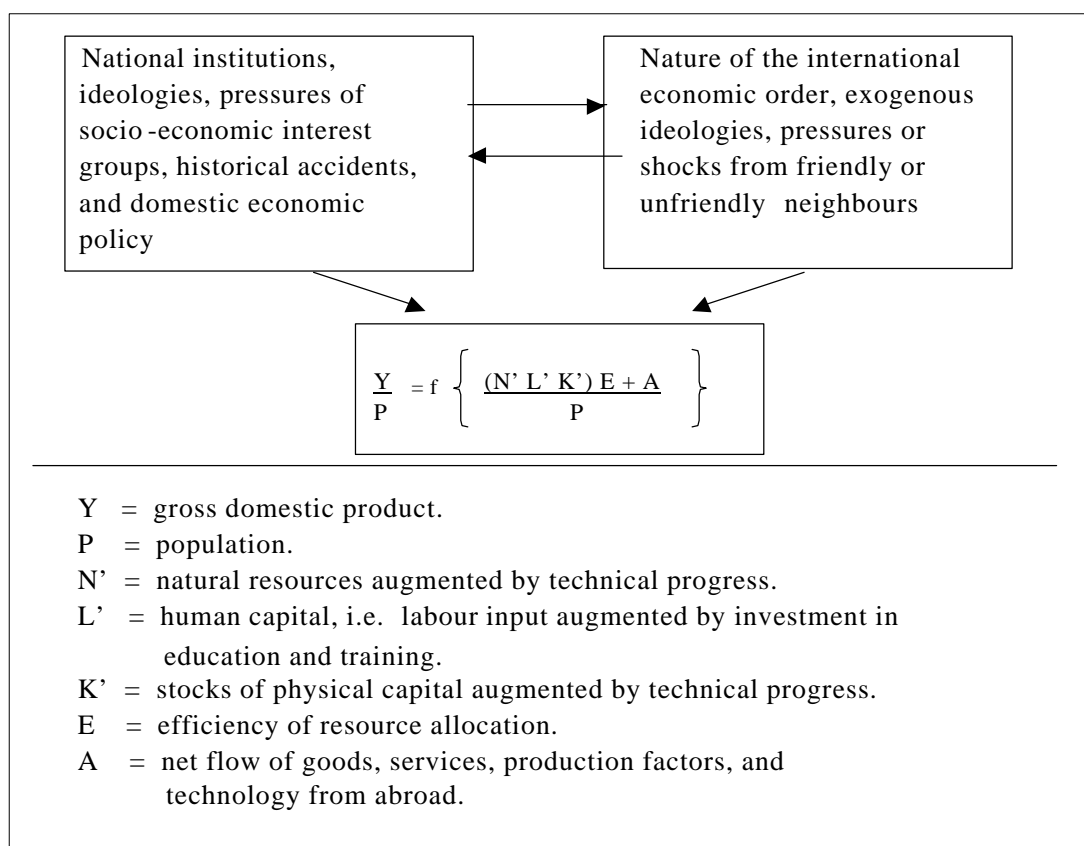 National institutions,
ideologies, pressures of
socio -economic interest
groups, historical accidents,
and domestic economic
policy
Nature of the international
economic order, exogenous
ideologies, pressures or
shocks from friendly or
unfriendly neighbours
Y = f { (N’ L’ K’) E + A }
P P
Y = gross domestic product.
P = population.
N’ = natural resources augmented by technical progress.
L’ = human capital, i.e. labour input augmented by investment in
education and training.
K’ = stocks of physical capital augmented by technical progress.
E = efficiency of resource allocation.
A = net flow of goods, services, production factors, and
technology from abroad.